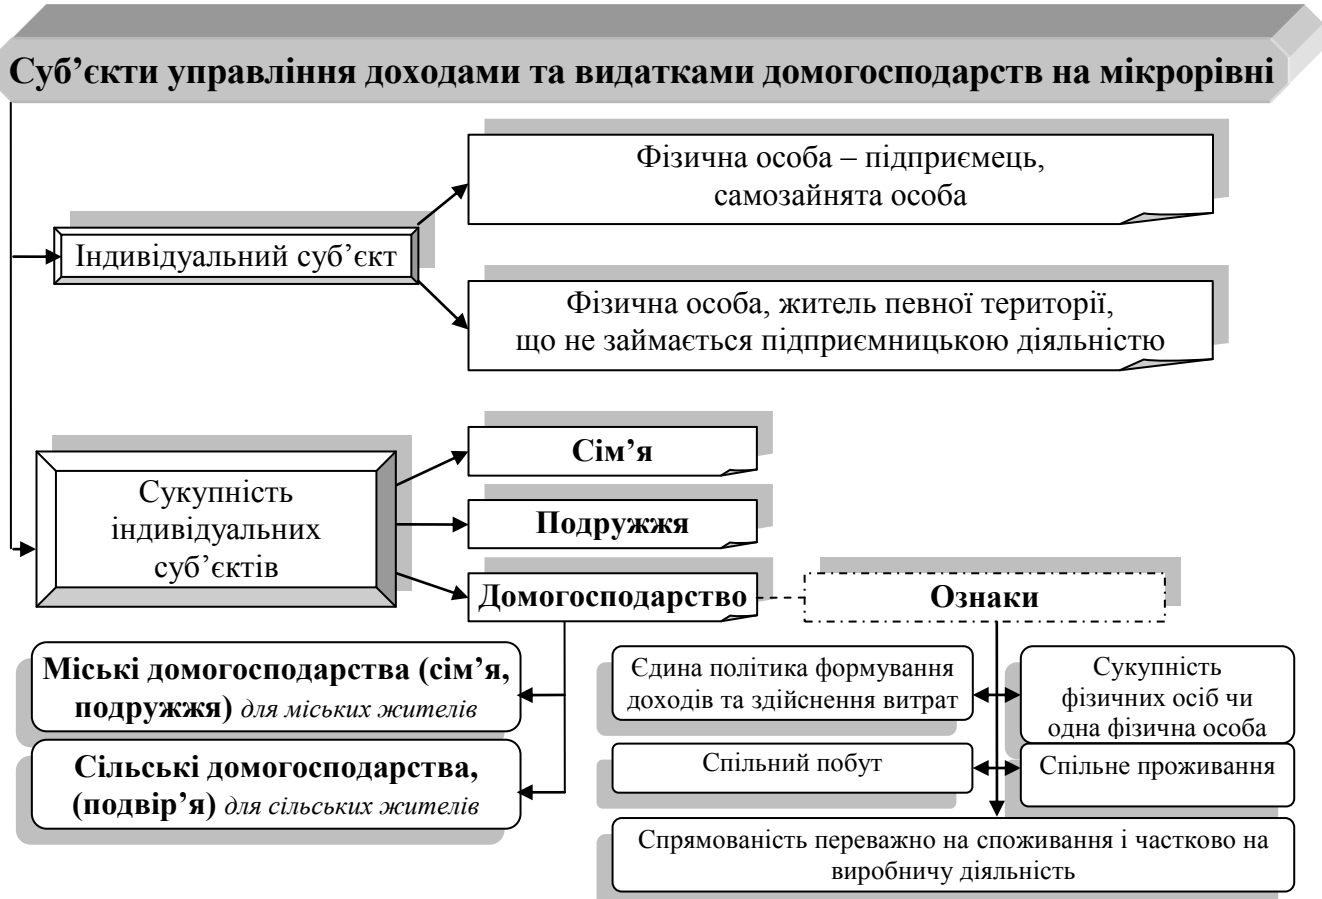 Суб’єкти управління доходами та видатками домогосподарств на мікрорівні
Фізична особа – підприємець,
самозайнята особа
Індивідуальний суб’єкт
Фізична особа, житель певної території,
що не займається підприємницькою діяльністю
Сукупність
індивідуальних
суб’єктів
Сім’я
Подружжя
Домогосподарство
Ознаки
Міські домогосподарства (сім’я,
подружжя) для міських жителів
Сільські домогосподарства,
(подвір’я) для сільських жителів
Єдина політика формування
доходів та здійснення витрат
Сукупність
фізичних осіб чи
одна фізична особа
Спільний побут
Спільне проживання
Спрямованість переважно на споживання і частково на
виробничу діяльність